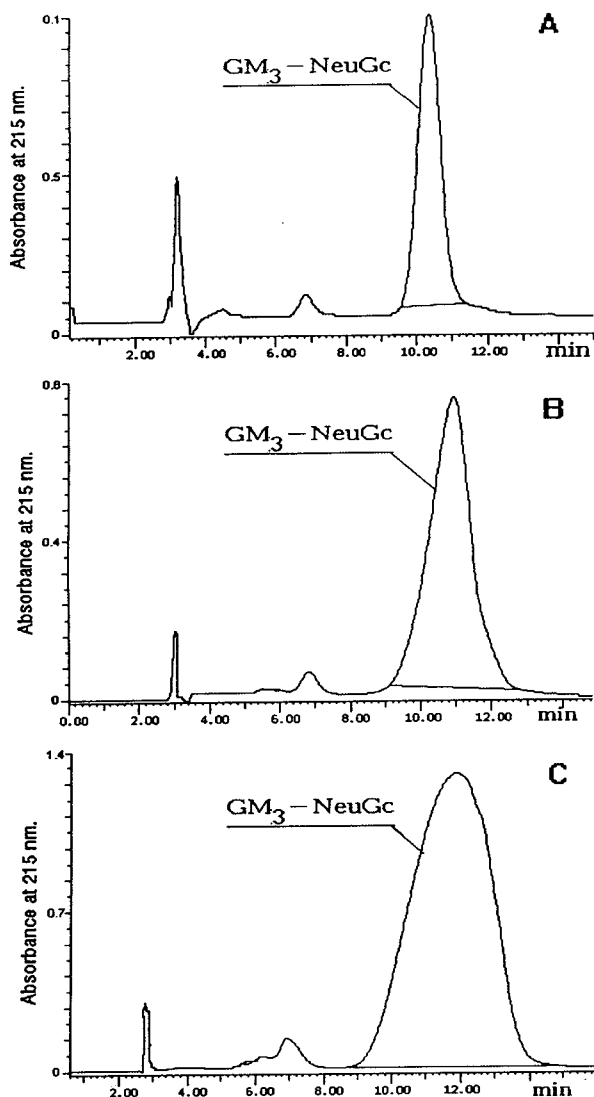 A
0.1
GM3 – NeuGc
0.5
0
Absorbance at 215 nm.
2.00 4.00 6.00 8.00 10.00 12.00 min
B
0.8
GM3 – NeuGc
0.4
0
Absorbance at 215 nm.
0.00 2.00 4.00 6.00 8.00 10.00 12.00 min
C
1.4
GM3 – NeuGc
0.7
0
Absorbance at 215 nm.
2.00 4.00 6.00 8.00 10.00 12.00 min